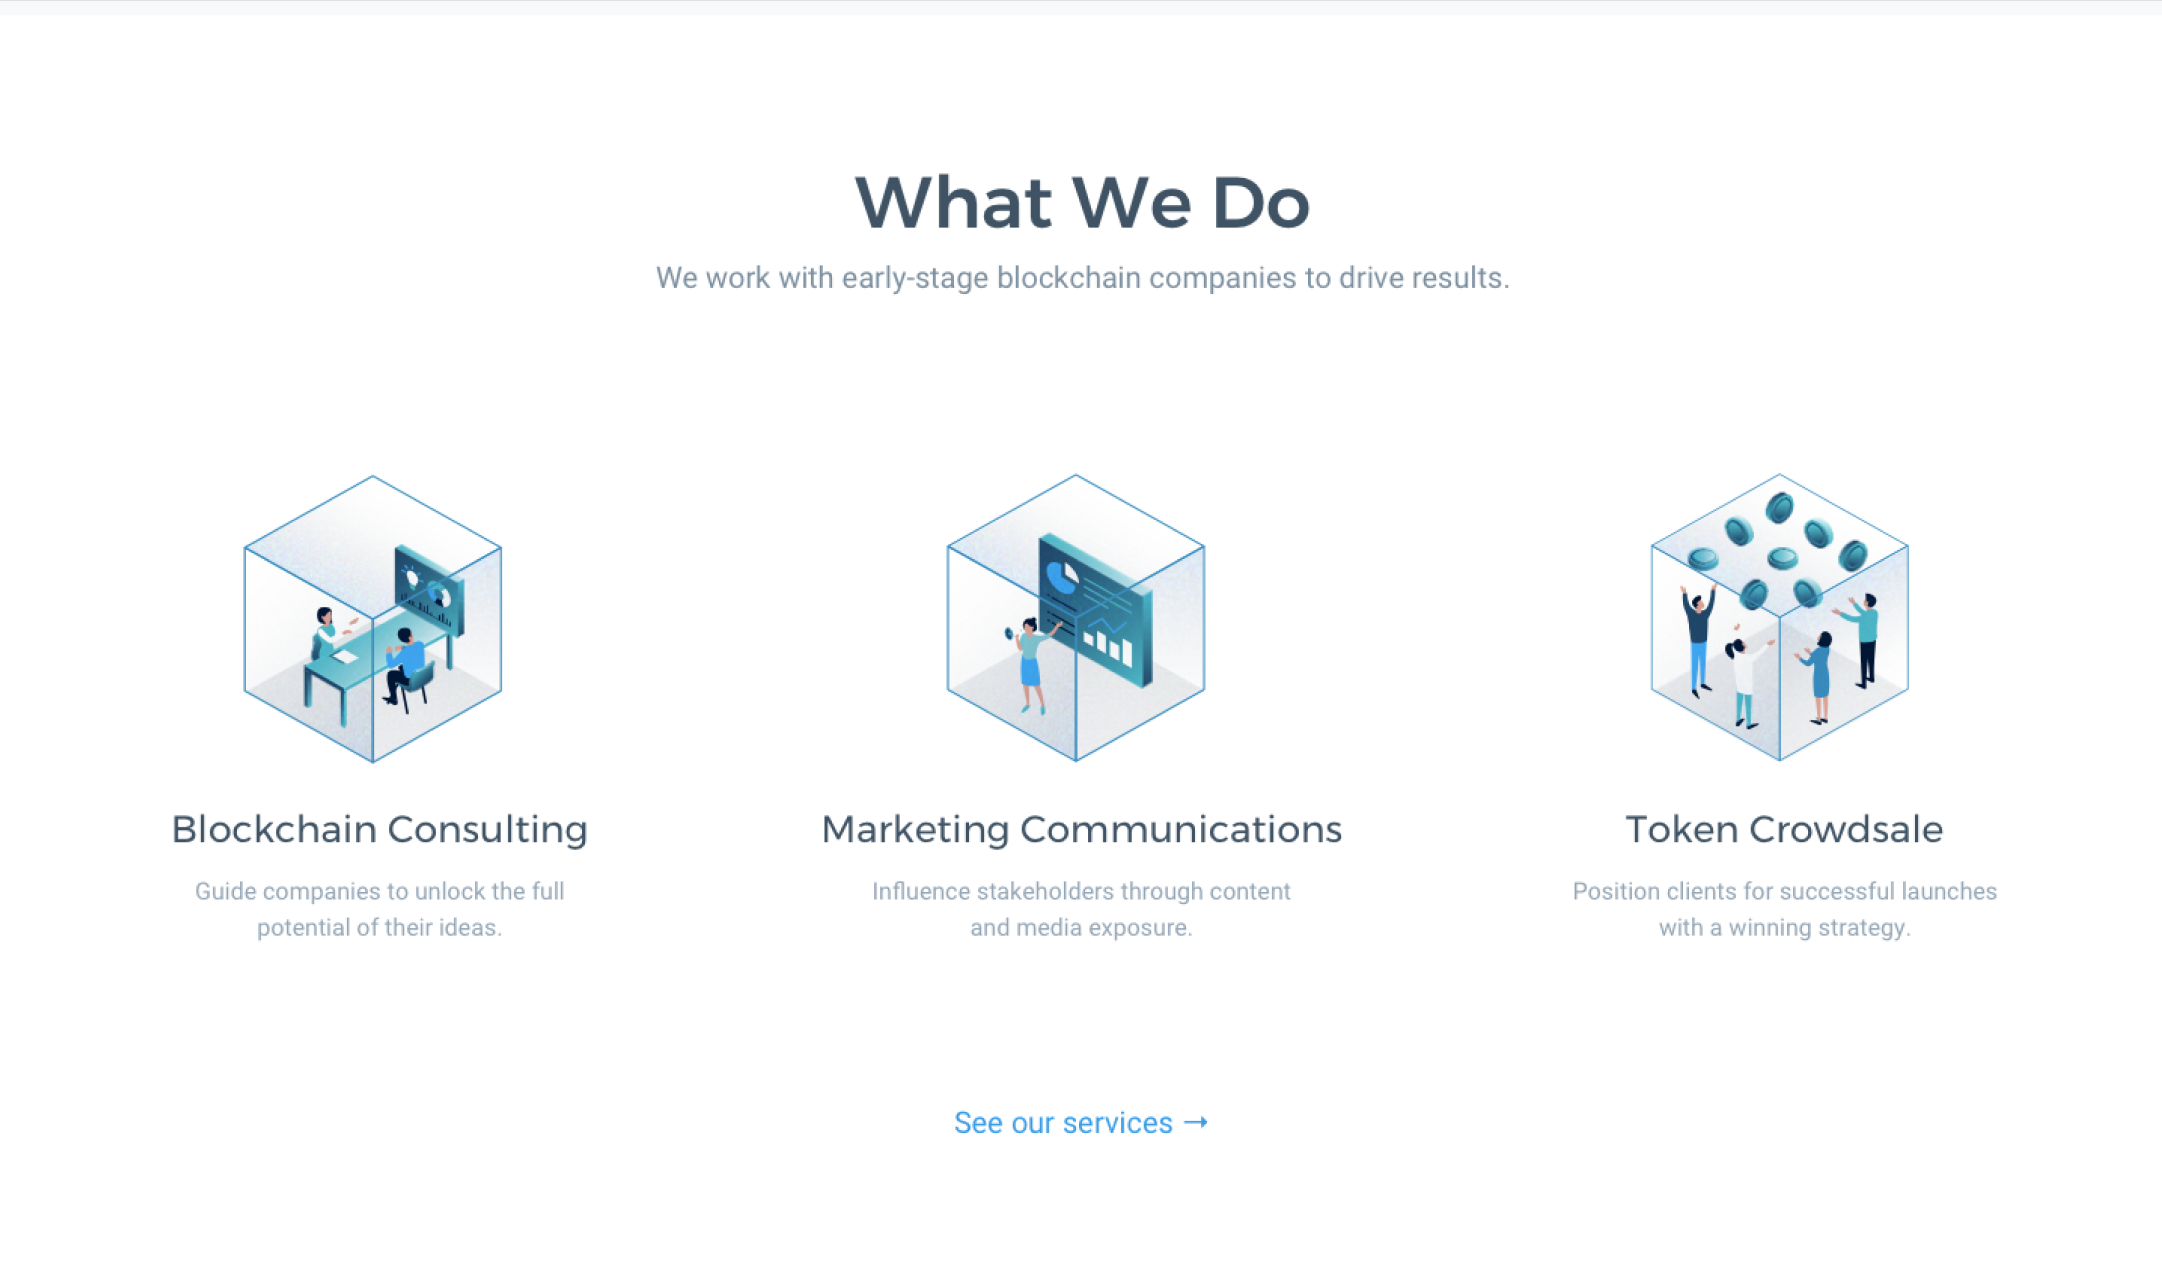 What We Do
We work with early-stage blockchain companies to drive results.
Blockchain Consulting
Guide companies to unlock the full
potential of their ideas.
Marketing Communications
Influence stakeholders through content
and media exposure.
Token Crowdsale
Position clients for successful launches
with a winning strategy.
See our services →